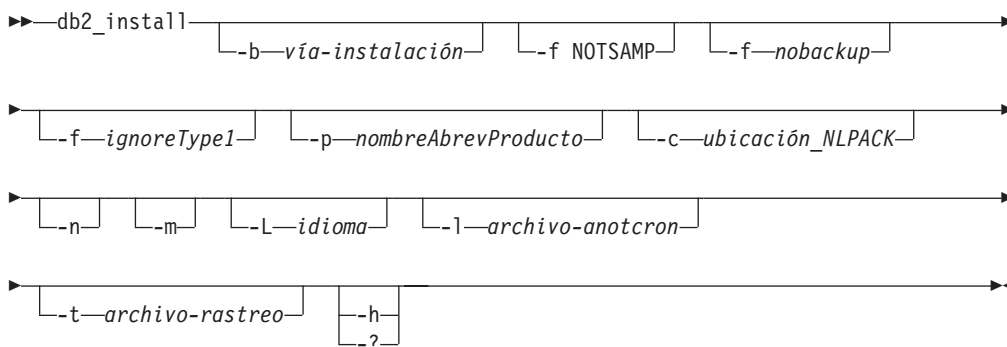 db2_install -b vía-instalación -f NOTSAMP -f nobackup
-f ignoreType1 -p nombreAbrevProducto -c ubicación_NLPACK
-n -m -L idioma -l archivo-anotcron
-t archivo-rastreo -h
-?